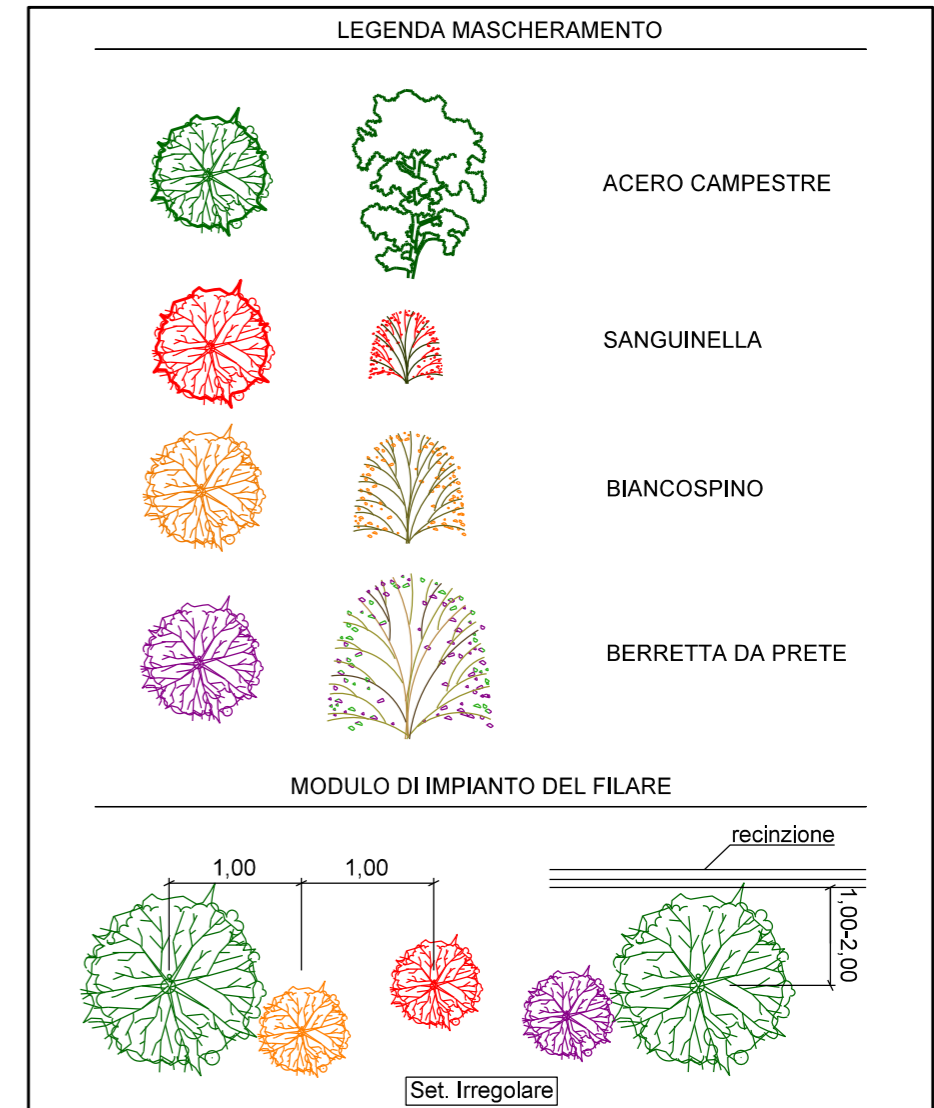 LEGENDA MASCHERAMENTO
ACERO CAMPESTRE
SANGUINELLA
BIANCOSPINO
BERRETTA DA PRETE
MODULO DI IMPIANTO DEL FILARE
recinzione
1,00
1,00
1,00-2,00
Set. Irregolare